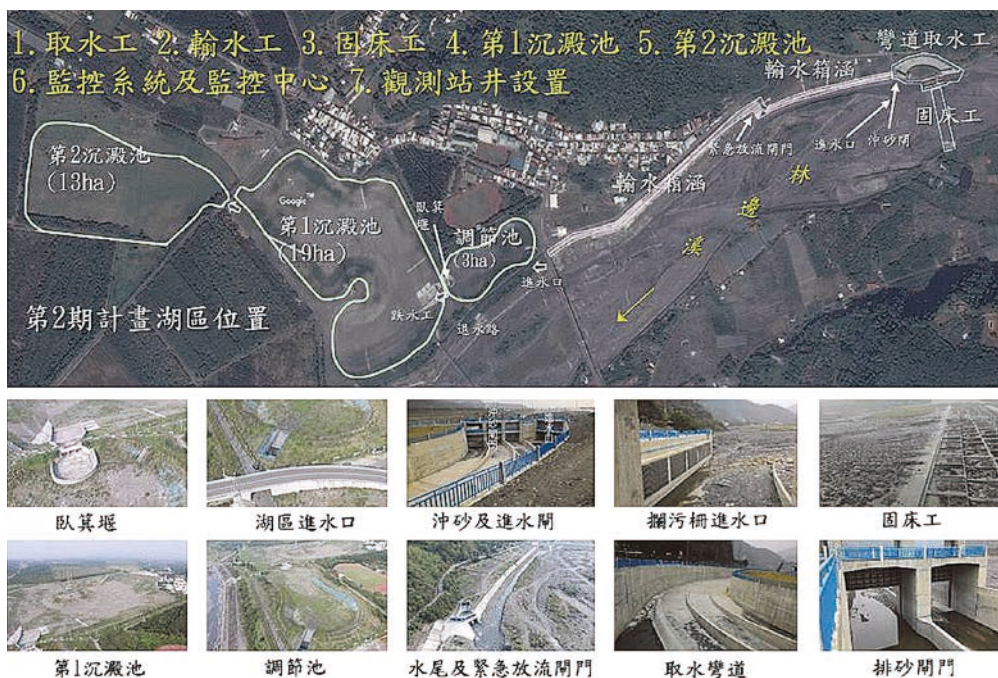 1. 取水工 2. 輸水工 3. 固床工 4. 第1沉澱池 5. 第2沉澱池
6. 監控系統及監控中心 7. 觀測站井設置
彎道取水工
輸水箱涵
固床工
緊急放流閘門
進水口
沖砂閘
第2沉澱池
(13ha)
Google
第1沉澱池
(19ha)
臥箕堰
調節池
(3ha)
輸水箱涵
林邊溪
進水口
跌水工
進水路
第2期計畫湖區位置
沖砂閘門
臥箕堰
湖區進水口
沖砂及進水閘
攔污柵進水口
固床工
第1沉澱池
調節池
水尾及緊急放流閘門
取水彎道
排砂閘門